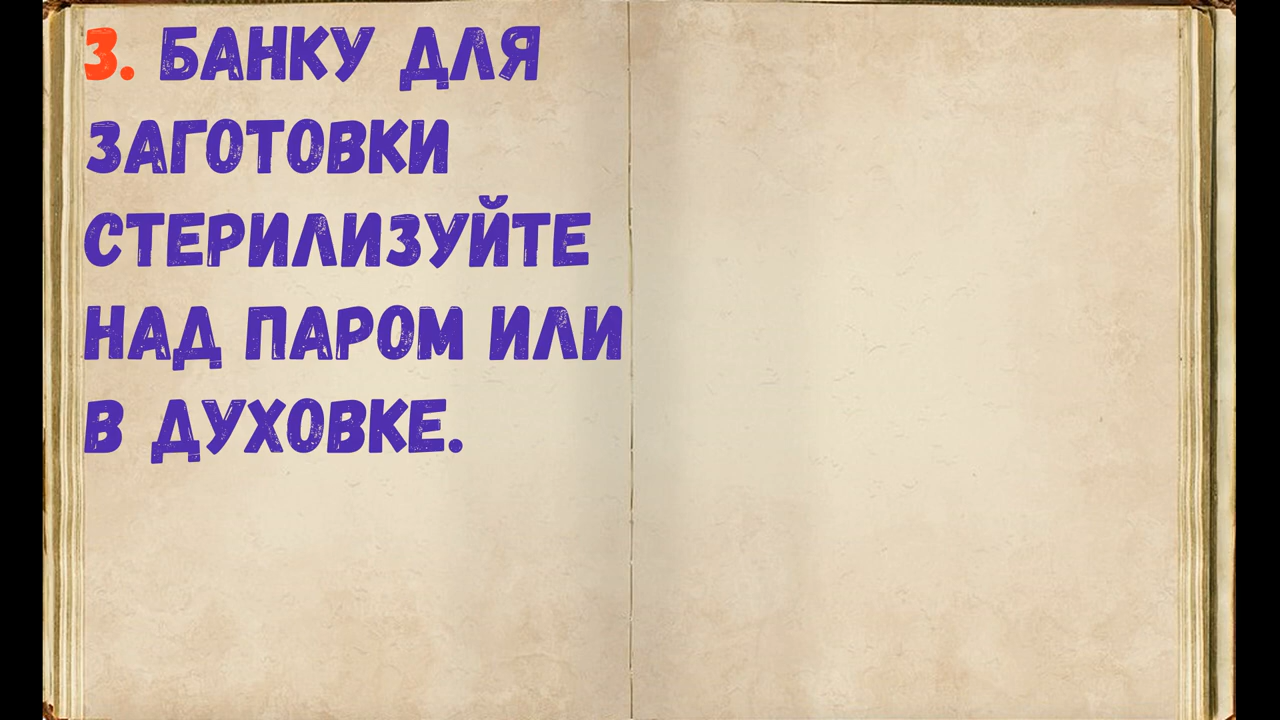 3. БАНКУ ДЛЯ
ЗАГОТОВКИ
СТЕРИЛИЗУЙТЕ
НАД ПАРОМ ИЛИ
В ДУХОВКЕ.